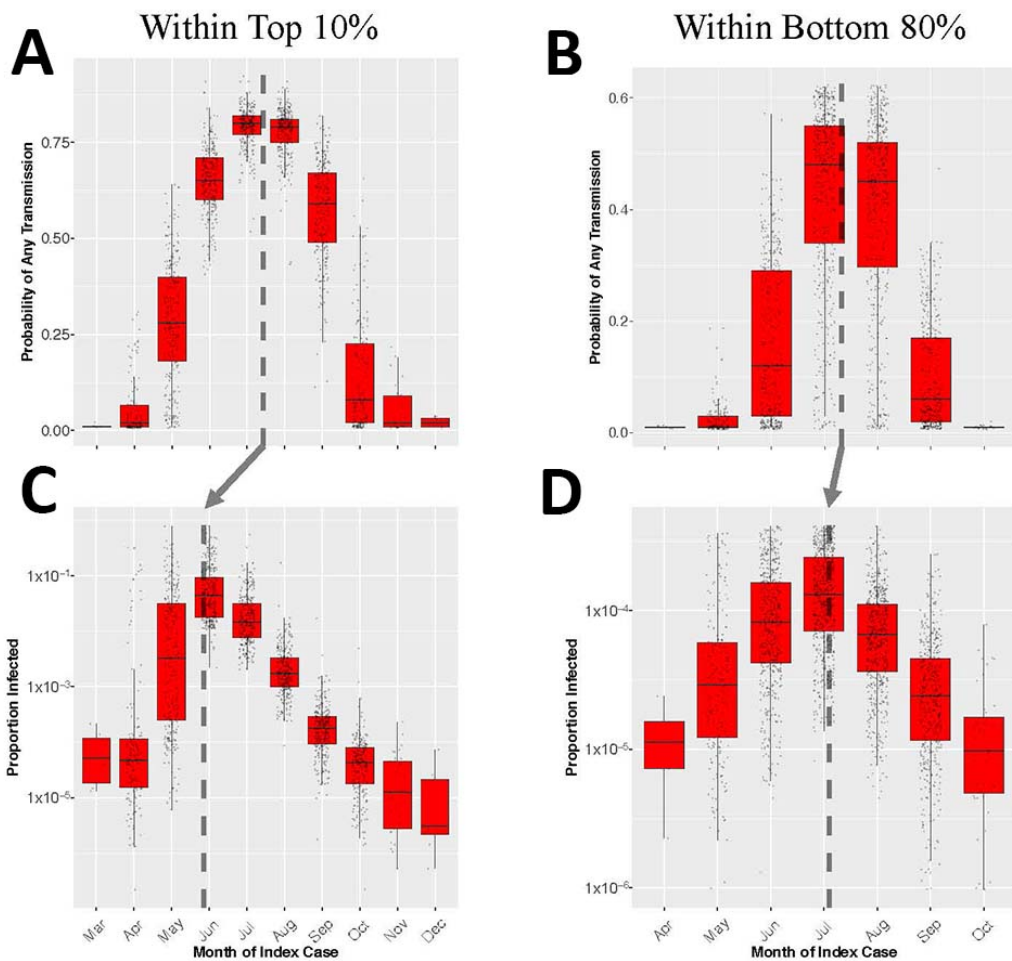 Within Top 10%
Within Bottom 80%
A
B
Probability of Any Transmission
0.75
0.50
0.25
0.00
Probability of Any Transmission
0.6
0.4
0.2
0.0
C
D
Proportion Infected
1x10⁻¹
1x10⁻³
1x10⁻⁵
Mar Apr May Jun Jul Aug Sep Oct Nov Dec
Month of Index Case
Proportion Infected
1x10⁻⁴
1x10⁻⁵
1x10⁻⁶
Apr May Jun Jul Aug Sep Oct
Month of Index Case